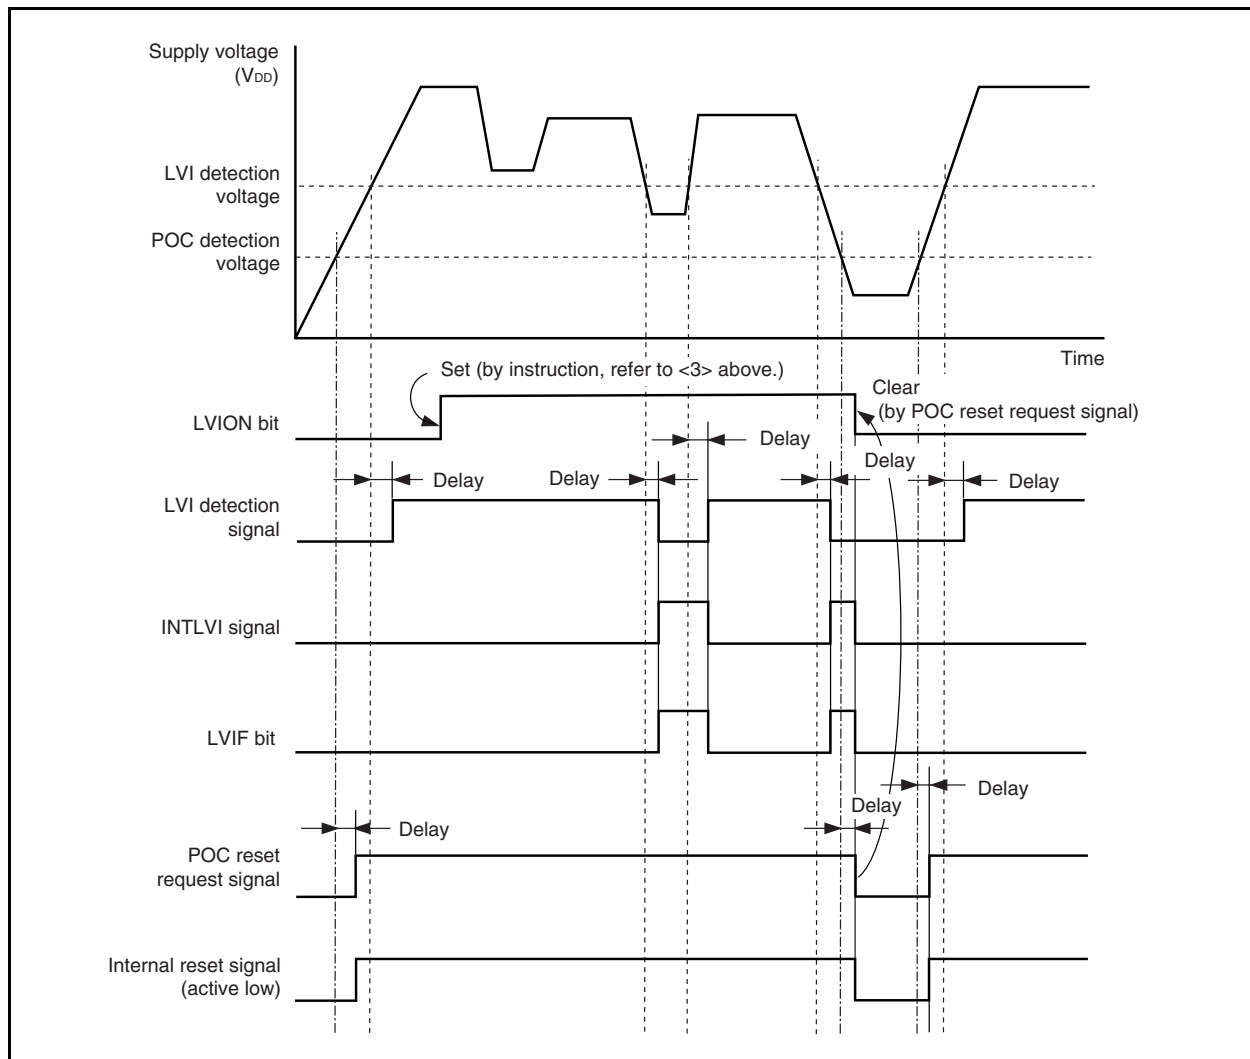 Supply voltage
(VDD)
LVI detection
voltage
POC detection
voltage
Time
Set (by instruction, refer to <3> above.)
Clear
(by POC reset request signal)
LVION bit
Delay
Delay
Delay
Delay
Delay
LVI detection
signal
INTLVI signal
LVIF bit
Delay
Delay
Delay
POC reset
request signal
Internal reset signal
(active low)